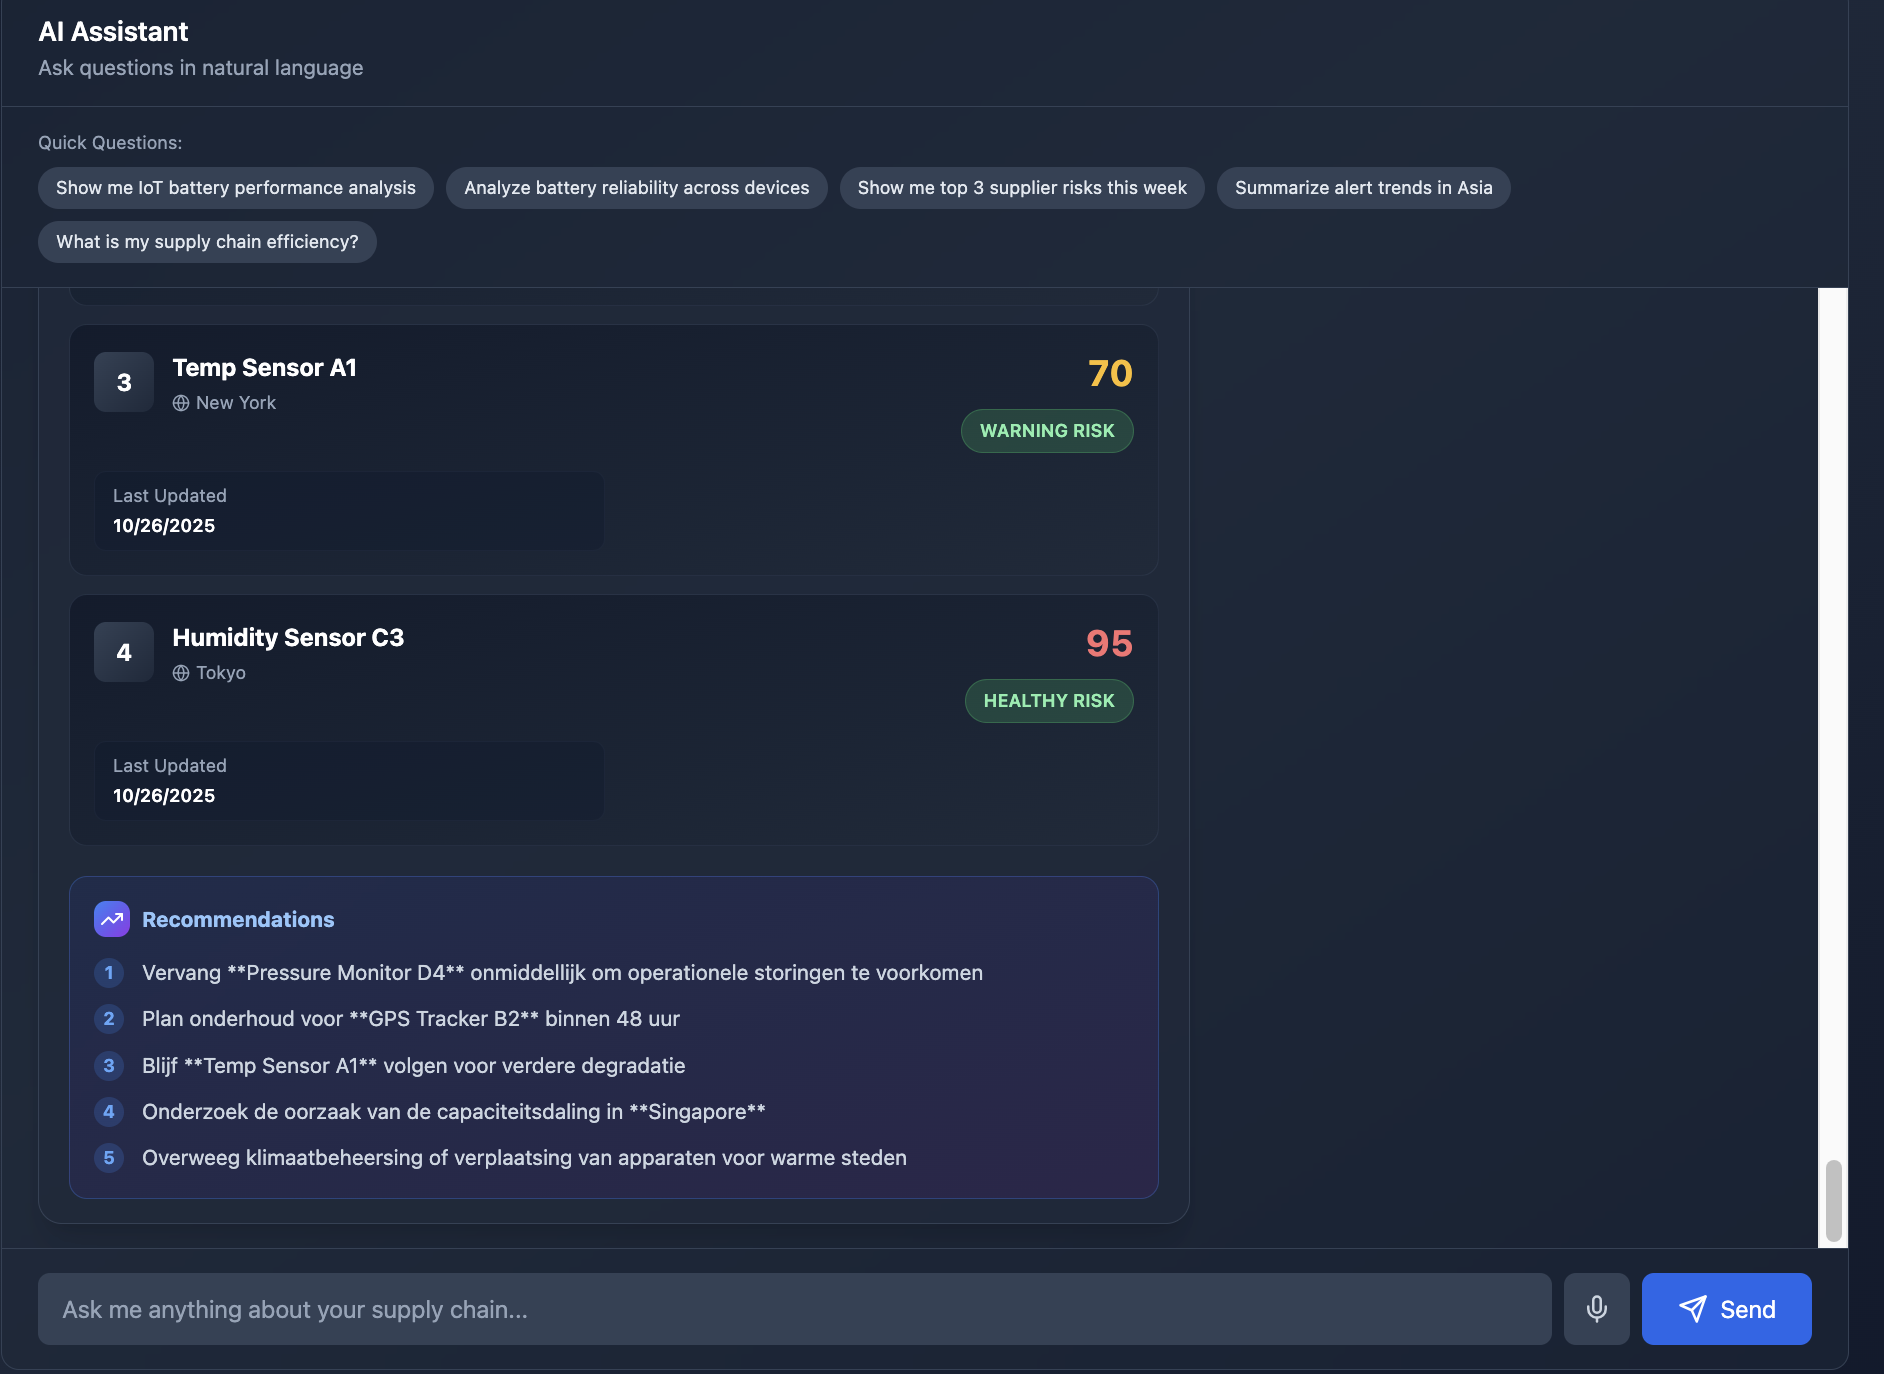 AI Assistant
Ask questions in natural language
Quick Questions:
Show me IoT battery performance analysis
Analyze battery reliability across devices
Show me top 3 supplier risks this week
Summarize alert trends in Asia
What is my supply chain efficiency?
3
Temp Sensor A1
New York
70
WARNING RISK
Last Updated
10/26/2025
4
Humidity Sensor C3
Tokyo
95
HEALTHY RISK
Last Updated
10/26/2025
Recommendations
1 Vervang **Pressure Monitor D4** onmiddellijk om operationele storingen te voorkomen
2 Plan onderhoud voor **GPS Tracker B2** binnen 48 uur
3 Blijf **Temp Sensor A1** volgen voor verdere degradatie
4 Onderzoek de oorzaak van de capaciteitsdaling in **Singapore**
5 Overweeg klimaatbeheersing of verplaatsing van apparaten voor warme steden
Ask me anything about your supply chain...
Send